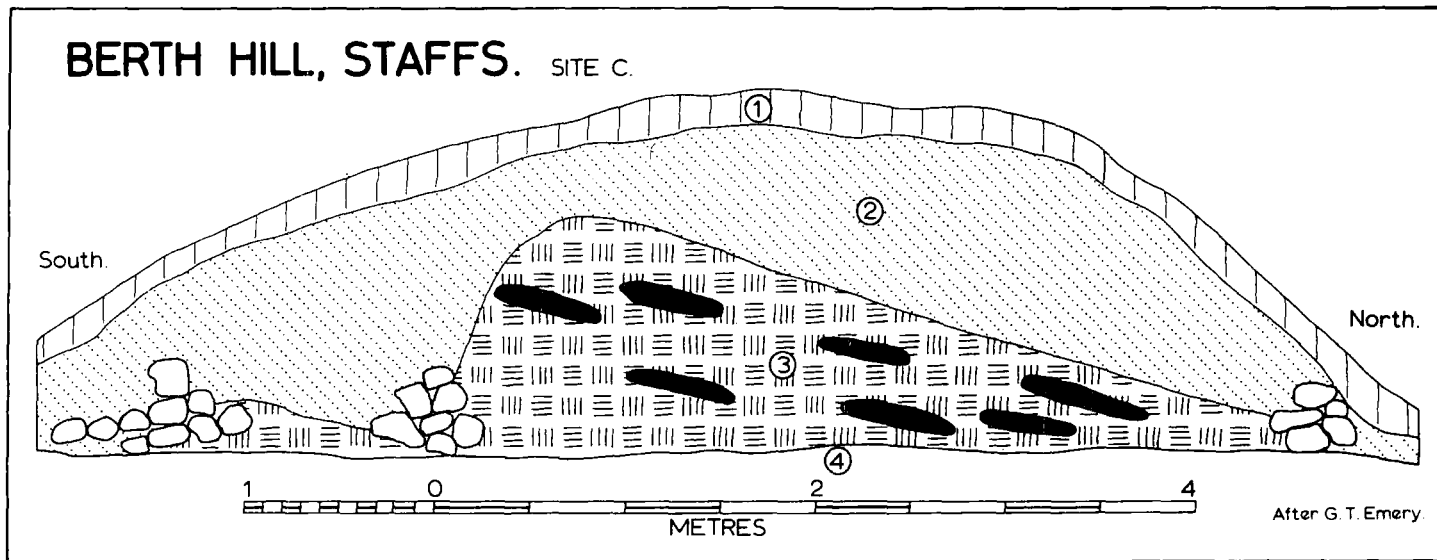 BERTH HILL, STAFFS. SITE C.
1
2
South.
North.
3
4
1 0 2 4
METRES
After G.T. Emery.